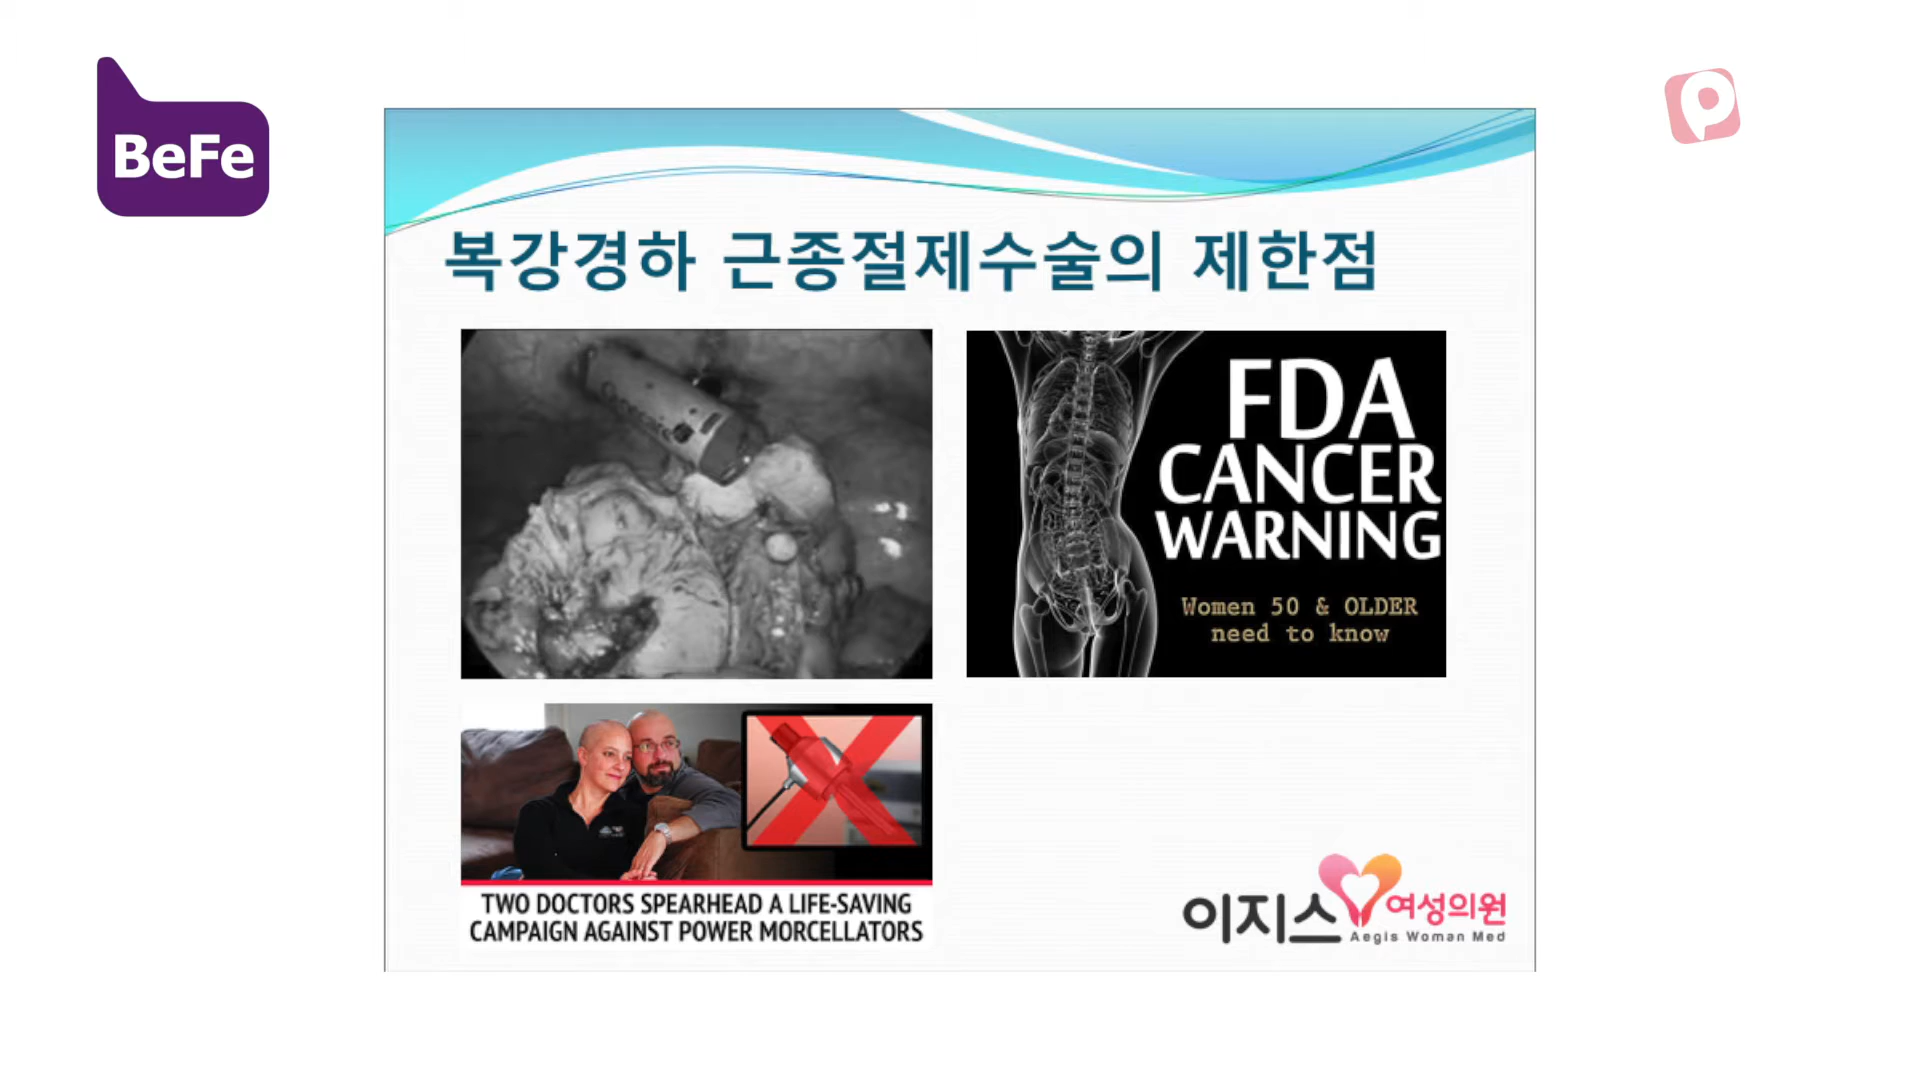 BeFe
복강경하 근종절제수술의 제한점
FDA
CANCER
WARNING
Women 50 & OLDER
need to know
TWO DOCTORS SPEARHEAD A LIFE-SAVING
CAMPAIGN AGAINST POWER MORCELLATORS
이지스 여성의원
Aegis Woman Med